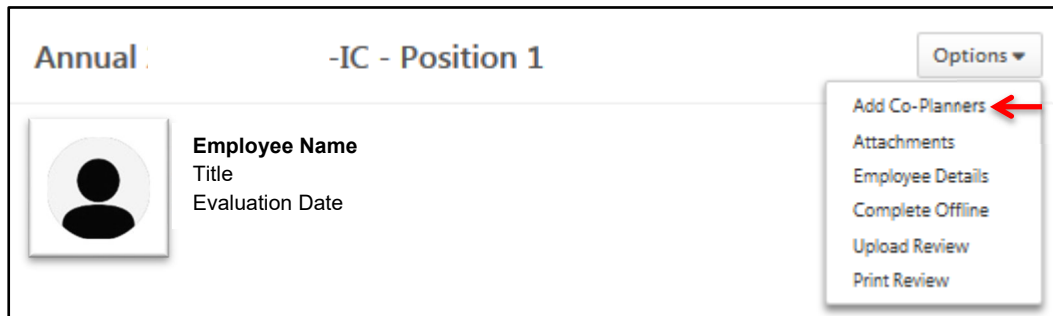 Annual -IC - Position 1
Options
Employee Name
Title
Evaluation Date
Add Co-Planners
Attachments
Employee Details
Complete Offline
Upload Review
Print Review